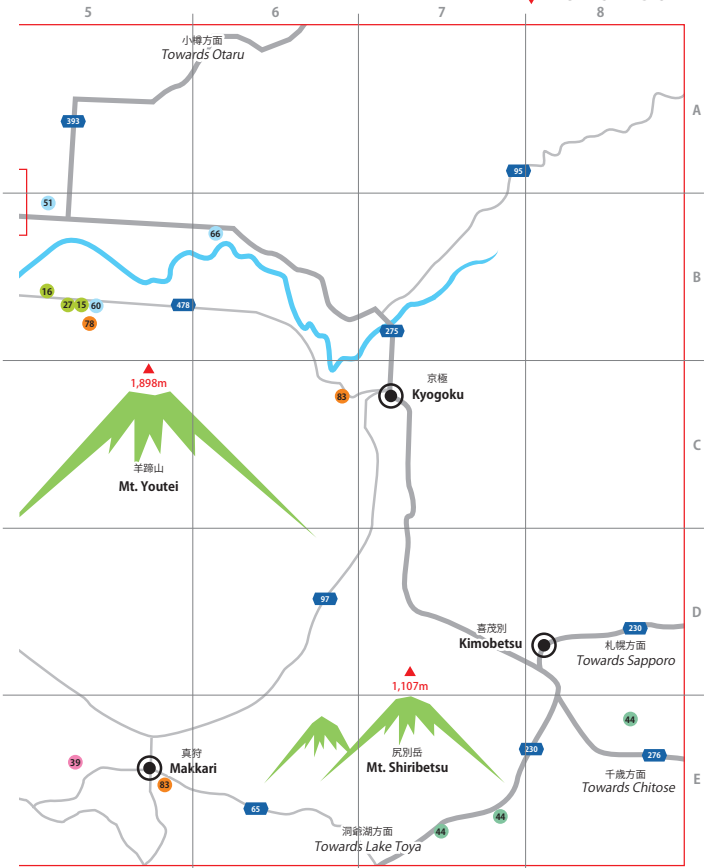 5 6 7 8
小樽方面
Towards Otaru
A
393
95
51
66
B
16
27 15 60
478
78
275
1,898m
京極
Kyogoku
83
C
羊蹄山
Mt. Youtei
97
D
喜茂別
Kimobetsu
230
札幌方面
Towards Sapporo
1,107m
44
真狩
Makkari
39
尻別岳
Mt. Shiribetsu
230
276
E
83
千歳方面
Towards Chitose
65
44
洞爺湖方面
44
Towards Lake Toya